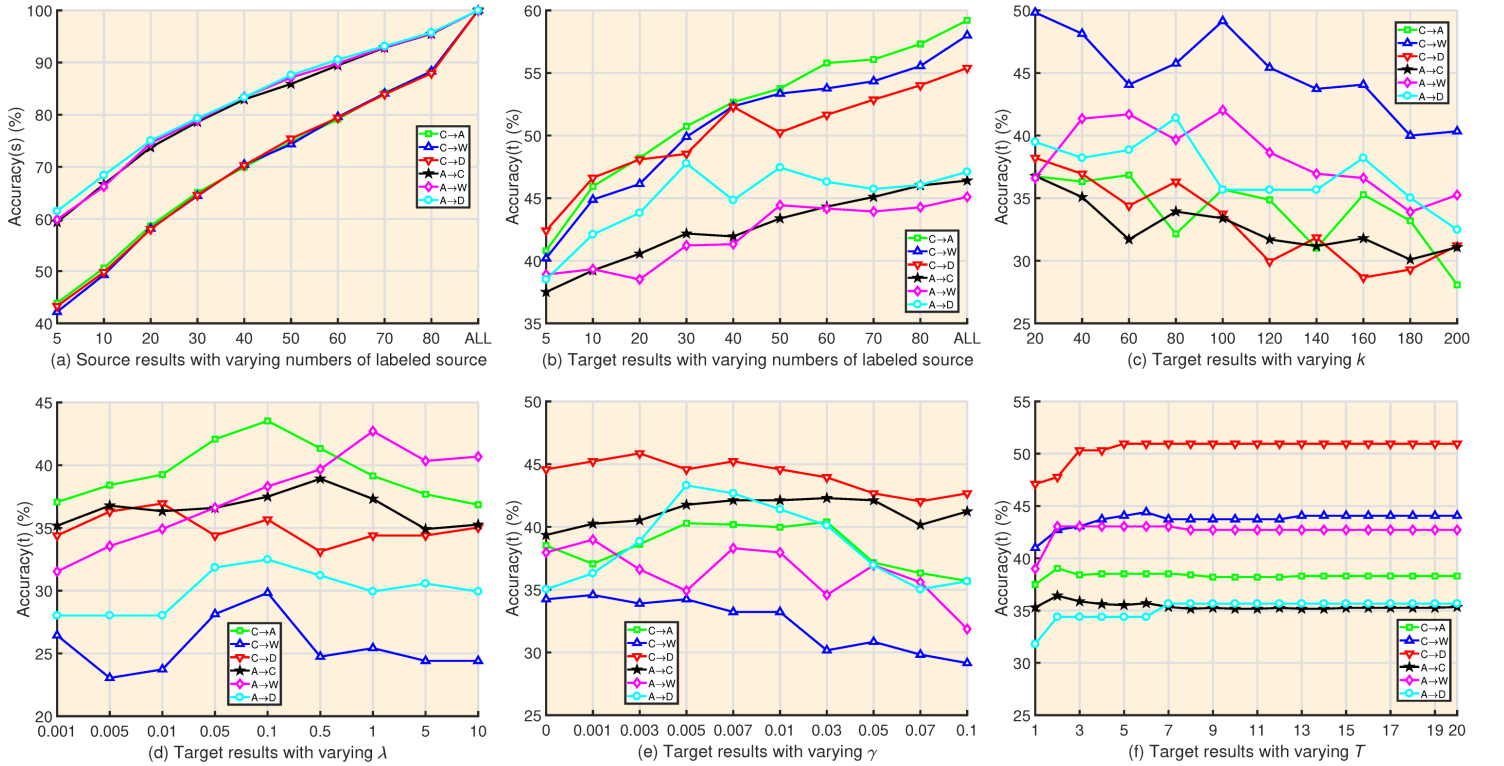 Accuracy(s) (%)
100
90
80
70
60
50
40
5 10 20 30 40 50 60 70 80 ALL
C→A
C→W
C→D
A→C
A→W
A→D
(a) Source results with varying numbers of labeled source
Accuracy(t) (%)
60
55
50
45
40
35
5 10 20 30 40 50 60 70 80 ALL
C→A
C→W
C→D
A→C
A→W
A→D
(b) Target results with varying numbers of labeled source
Accuracy(t) (%)
50
45
40
35
30
25
20 40 60 80 100 120 140 160 180 200
C→A
C→W
C→D
A→C
A→W
A→D
(c) Target results with varying k
Accuracy(t) (%)
45
40
35
30
25
20
0.001 0.005 0.01 0.05 0.1 0.5 1 5 10
C→A
C→W
C→D
A→C
A→W
A→D
(d) Target results with varying λ
Accuracy(t) (%)
50
45
40
35
30
25
0 0.001 0.003 0.005 0.007 0.01 0.03 0.05 0.07 0.1
C→A
C→W
C→D
A→C
A→W
A→D
(e) Target results with varying γ
Accuracy(t) (%)
55
50
45
40
35
30
25
1 3 5 7 9 11 13 15 17 19 20
C→A
C→W
C→D
A→C
A→W
A→D
(f) Target results with varying T